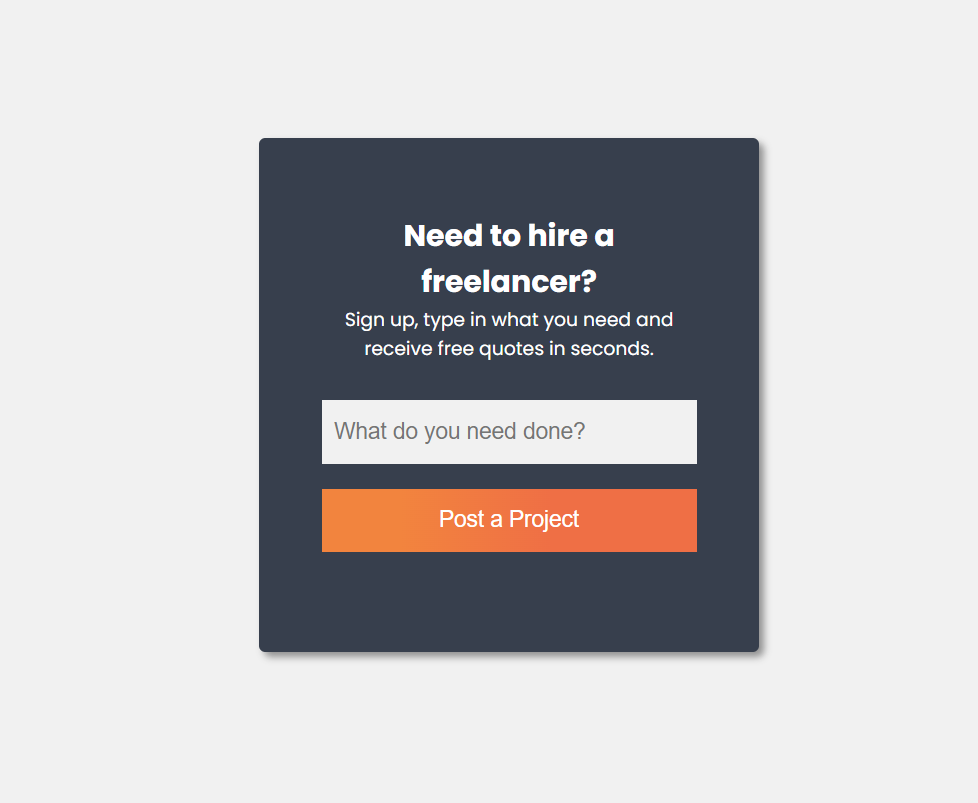 Need to hire a
freelancer?
Sign up, type in what you need and
receive free quotes in seconds.
What do you need done?
Post a Project